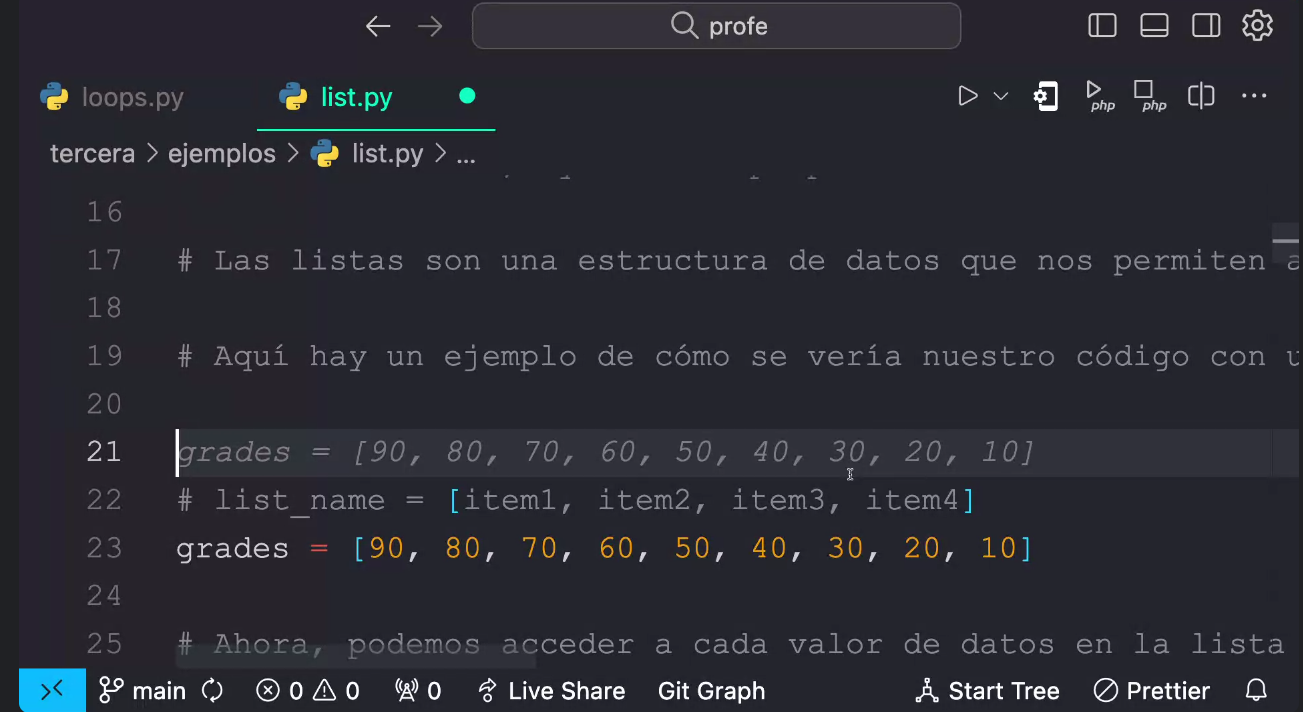 profe
loops.py list.py
php php
tercera > ejemplos > list.py > ...
16
17 # Las listas son una estructura de datos que nos permiten a
18
19 # Aquí hay un ejemplo de cómo se vería nuestro código con u
20
21 grades = [90, 80, 70, 60, 50, 40, 30, 20, 10]
22 # list_name = [item1, item2, item3, item4]
23 grades = [90, 80, 70, 60, 50, 40, 30, 20, 10]
24
25 # Ahora, podemos acceder a cada valor de datos en la lista
main 0 0 0 Live Share Git Graph Start Tree Prettier